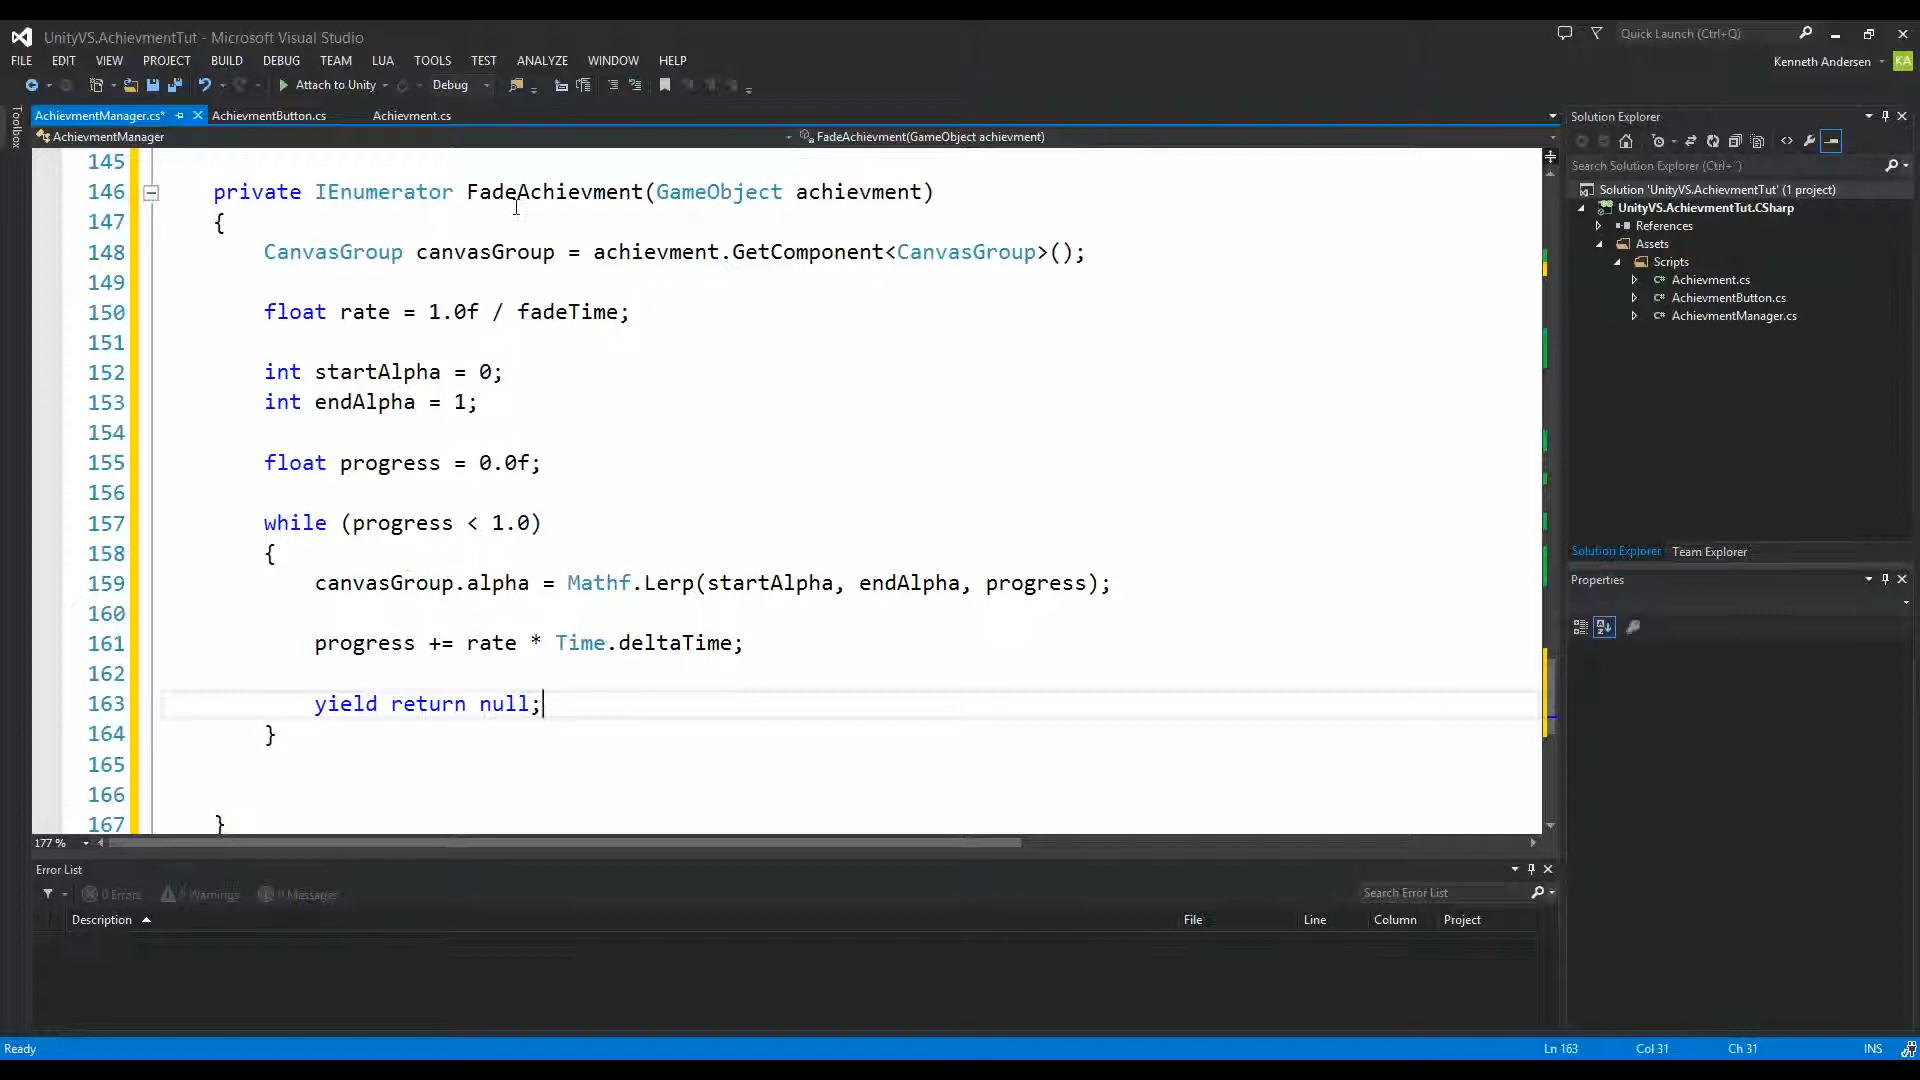 UnityVS.AchievmentTut - Microsoft Visual Studio
Quick Launch (Ctrl+Q)
FILE EDIT VIEW PROJECT BUILD DEBUG TEAM LUA TOOLS TEST ANALYZE WINDOW HELP
Kenneth Andersen KA
Attach to Unity Debug
Toolbox
AchievmentManager.cs* AchievmentButton.cs Achievment.cs
AchievmentManager FadeAchievment(GameObject achievment)
145
146 private IEnumerator FadeAchievment(GameObject achievment)
147 {
148 CanvasGroup canvasGroup = achievment.GetComponent<CanvasGroup>();
149
150 float rate = 1.0f / fadeTime;
151
152 int startAlpha = 0;
153 int endAlpha = 1;
154
155 float progress = 0.0f;
156
157 while (progress < 1.0)
158 {
159 canvasGroup.alpha = Mathf.Lerp(startAlpha, endAlpha, progress);
160
161 progress += rate * Time.deltaTime;
162
163 yield return null;
164 }
165
166
167 }
177 %
Solution Explorer
Search Solution Explorer (Ctrl+¨)
Solution 'UnityVS.AchievmentTut' (1 project)
UnityVS.AchievmentTut.CSharp
References
Assets
Scripts
C# Achievment.cs
C# AchievmentButton.cs
C# AchievmentManager.cs
Solution Explorer Team Explorer
Properties
Error List
0 Errors 0 Warnings 0 Messages
Search Error List
Description File Line Column Project
Ready Ln 163 Col 31 Ch 31 INS